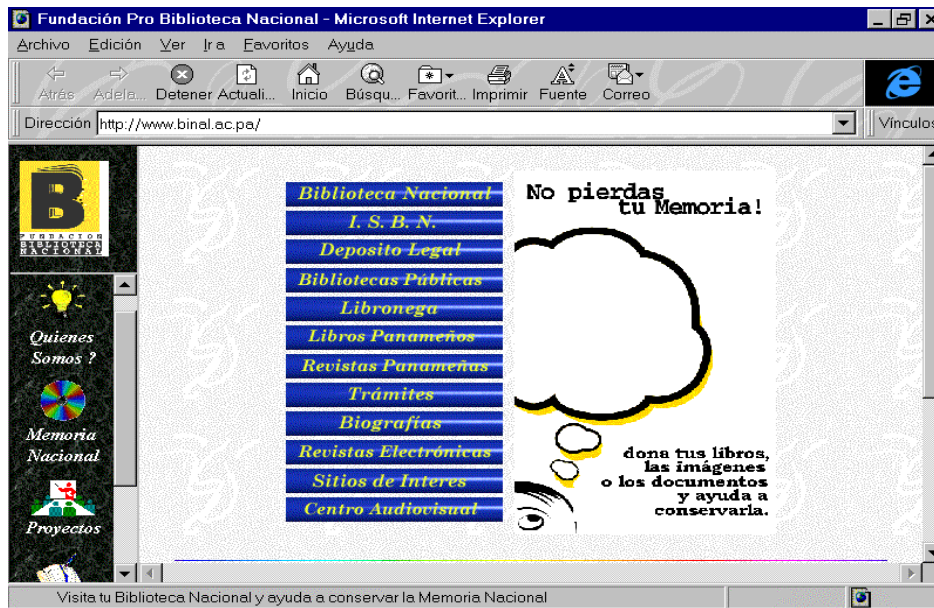 Fundación Pro Biblioteca Nacional - Microsoft Internet Explorer
Archivo Edición Ver Ir a Favoritos Ayuda
Atrás Adela... Detener Actuali... Inicio Búsqu... Favorit... Imprimir Fuente Correo
Dirección http://www.binal.ac.pa/ Vínculos
B
FUNDACION
BIBLIOTECA
NACIONAL
Quienes
Somos ?
Memoria
Nacional
Proyectos
Biblioteca Nacional
I. S. B. N.
Deposito Legal
Bibliotecas Públicas
Libronega
Libros Panameños
Revistas Panameñas
Trámites
Biografías
Revistas Electrónicas
Sitios de Interes
Centro Audiovisual
No pierdas
tu Memoria!
dona tus libros,
las imágenes
o los documentos
y ayuda a
conservarla.
Visita tu Biblioteca Nacional y ayuda a conservar la Memoria Nacional